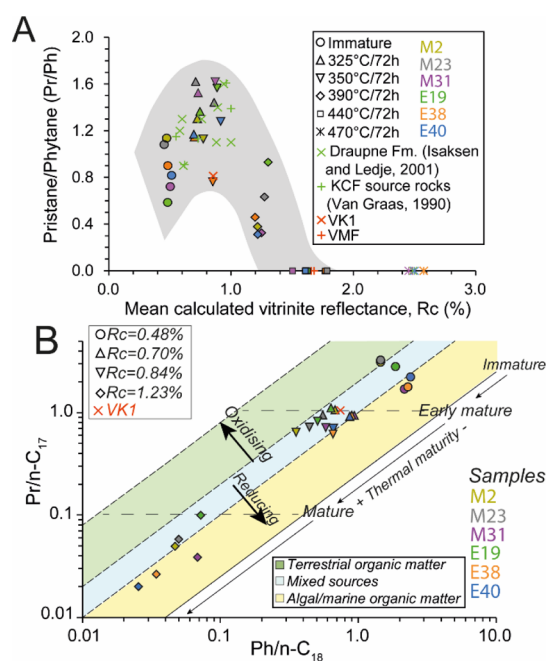 A
Pristane/Phytane (Pr/Ph)
2.0
1.6
1.2
0.8
0.4
0.0
0.0
0.6
1.2
1.8
2.4
3.0
Mean calculated vitrinite reflectance, Rc (%)
Immature
325°C/72h
350°C/72h
390°C/72h
440°C/72h
470°C/72h
Draupne Fm. (Isaksen
and Ledje, 2001)
KCF source rocks
(Van Graas, 1990)
VK1
VMF
M2
M23
M31
E19
E38
E40
B
Pr/n-C17
1.0
0.1
0.01
0.01
0.1
1.0
10.0
Ph/n-C18
Rc=0.48%
Rc=0.70%
Rc=0.84%
Rc=1.23%
VK1
Oxidising
Reducing
Immature
Early mature
Mature
+ Thermal maturity -
Samples
M2
M23
M31
E19
E38
E40
Terrestrial organic matter
Mixed sources
Algal/marine organic matter